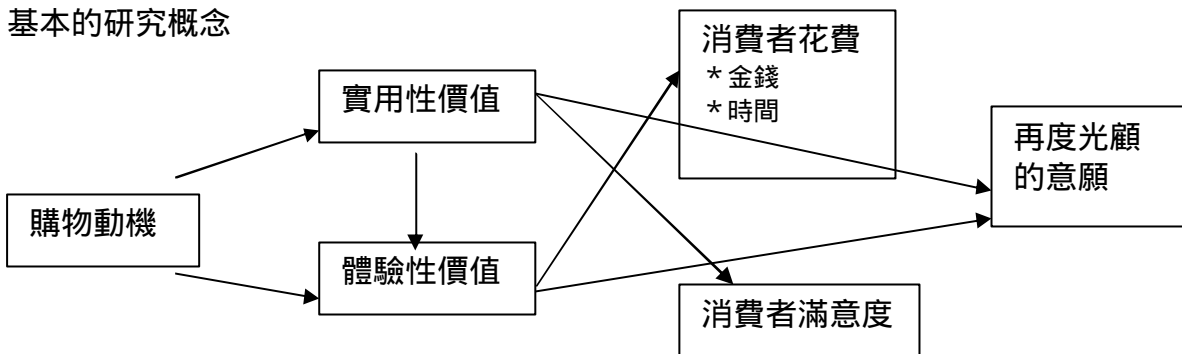 基本的研究概念
消費者花費
*金錢
*時間
實用性價值
再度光顧
的意願
購物動機
體驗性價值
消費者滿意度